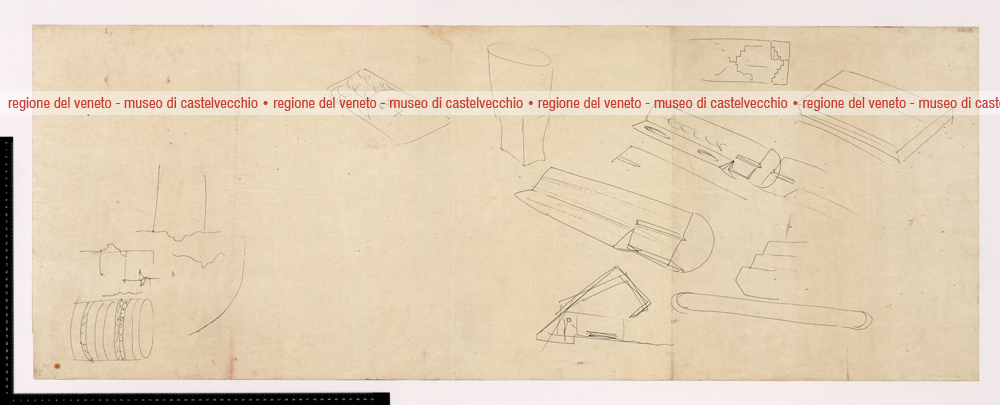 regione del veneto - museo di castelvecchio • regione del veneto - museo di castelvecchio • regione del veneto - museo di castelvecchio • regione del veneto - museo di cast